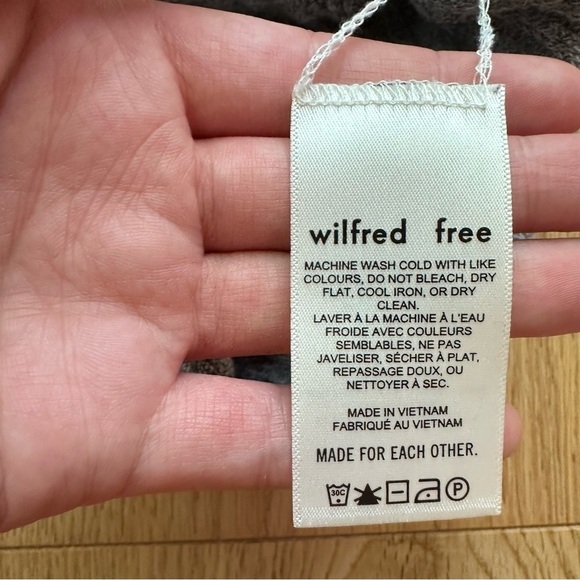 wilfred free
MACHINE WASH COLD WITH LIKE
COLOURS, DO NOT BLEACH, DRY
FLAT, COOL IRON, OR DRY
CLEAN.
LAVER À LA MACHINE À L'EAU
FROIDE AVEC COULEURS
SEMBLABLES, NE PAS
JAVELISER, SÉCHER À PLAT,
REPASSAGE DOUX, OU
NETTOYER À SEC.
MADE IN VIETNAM
FABRIQUÉ AU VIETNAM
MADE FOR EACH OTHER.
30C P